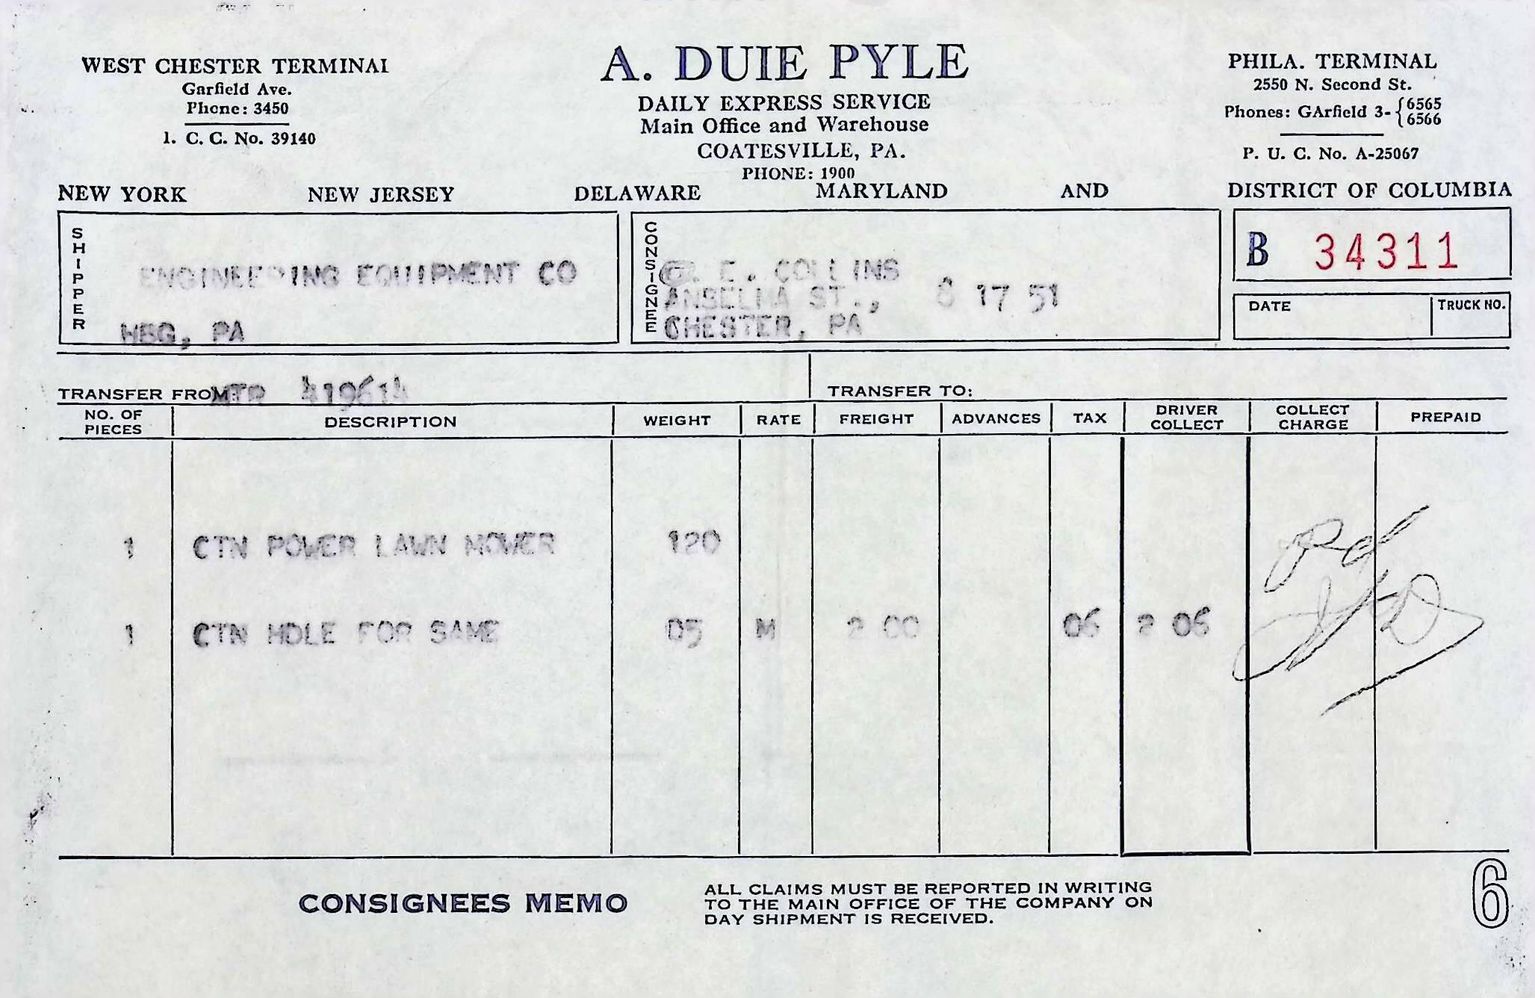 WEST CHESTER TERMINAL
Garfield Ave.
Phone: 3450
I. C. C. No. 39140
A. DUIE PYLE
DAILY EXPRESS SERVICE
Main Office and Warehouse
COATESVILLE, PA.
PHONE: 1900
PHILA. TERMINAL
2550 N. Second St.
Phones: GArfield 3-{6565
6566
P. U. C. No. A-25067
NEW YORK NEW JERSEY DELAWARE MARYLAND AND DISTRICT OF COLUMBIA
SHIPPER
ENGINEERING EQUIPMENT CO
HBG, PA
CONSIGNEE
E. COLLINS
ANSELMA ST., 6 17 51
CHESTER, PA
B 34311
DATE TRUCK NO.
TRANSFER FROM MTR 419614
TRANSFER TO:
NO. OF PIECES DESCRIPTION WEIGHT RATE FREIGHT ADVANCES TAX DRIVER COLLECT COLLECT CHARGE PREPAID
1 CTN POWER LAWN MOWER 120
1 CTN HDLE FOR SAME 05 M 2 00 06 2 06
Pd
CONSIGNEES MEMO
ALL CLAIMS MUST BE REPORTED IN WRITING
TO THE MAIN OFFICE OF THE COMPANY ON
DAY SHIPMENT IS RECEIVED.
6